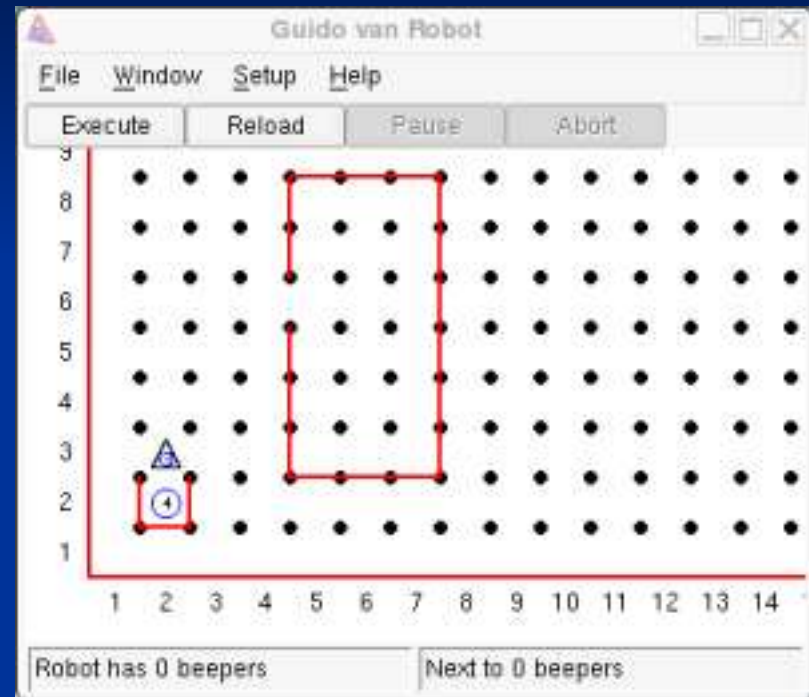 Guido van Robot
File Window Setup Help
Execute Reload Pause Abort
9
8
7
6
5
4
3
G
2
4
1
1 2 3 4 5 6 7 8 9 10 11 12 13 14
Robot has 0 beepers Next to 0 beepers